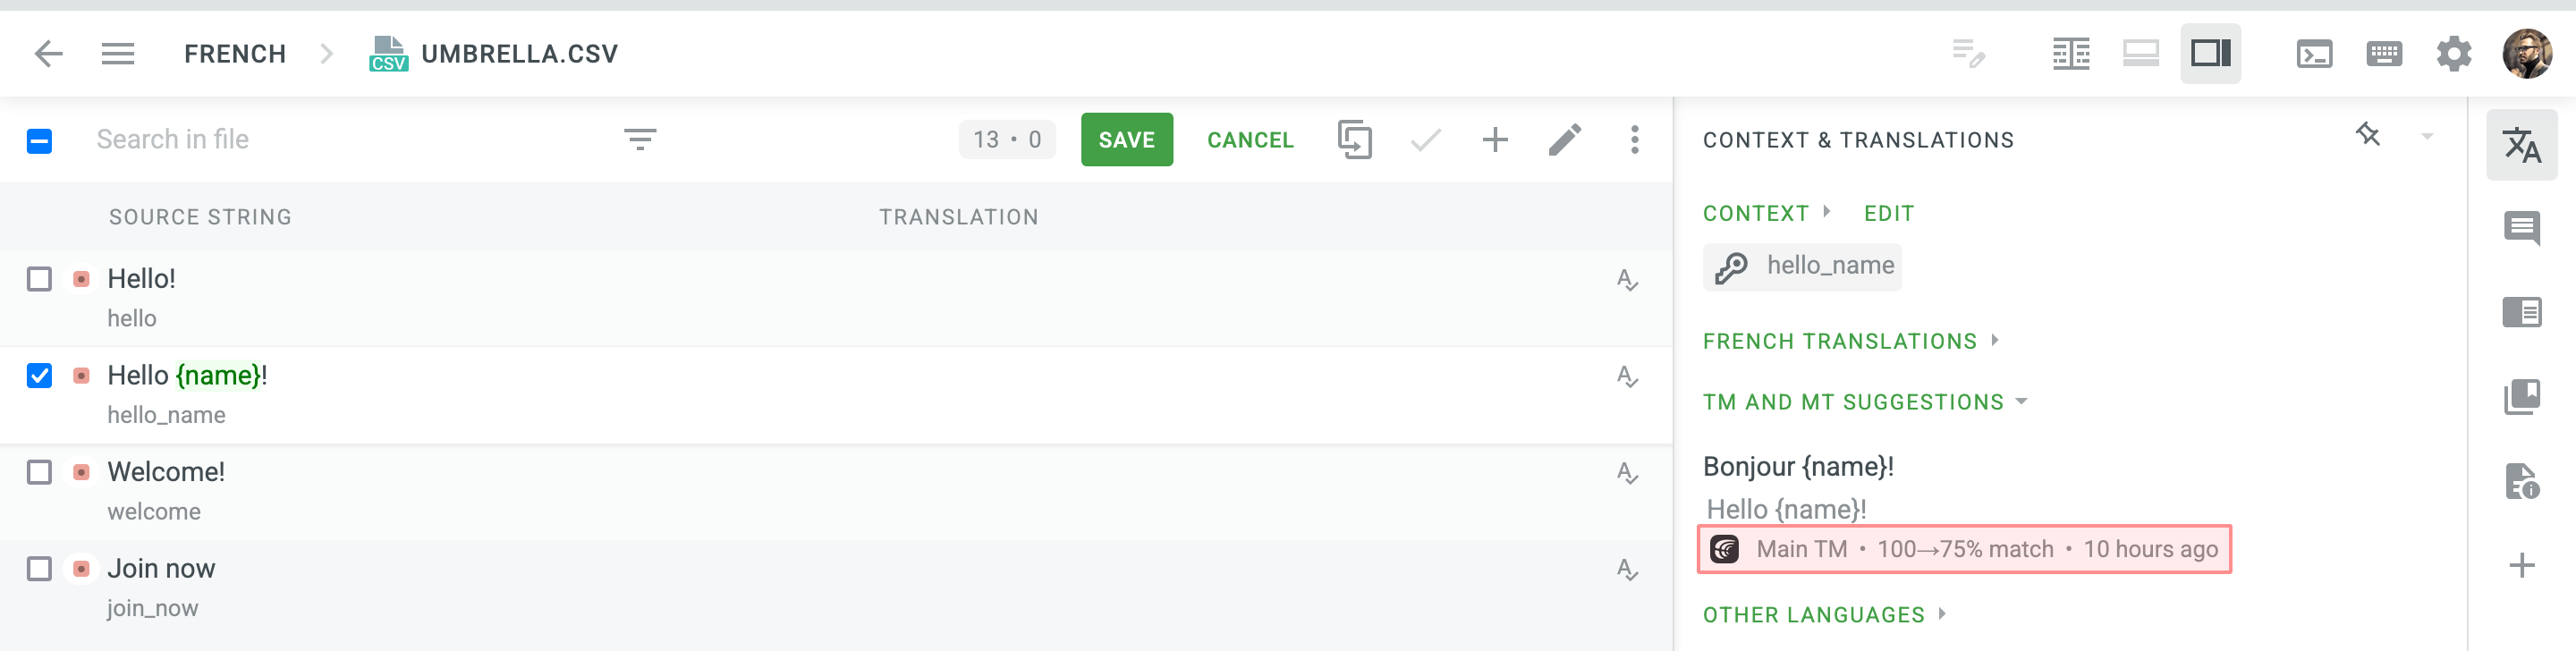 FRENCH
CSV
UMBRELLA.CSV
Search in file
13 • 0
SAVE
CANCEL
SOURCE STRING
TRANSLATION
Hello!
hello
Hello {name}!
hello_name
Welcome!
welcome
Join now
join_now
CONTEXT & TRANSLATIONS
CONTEXT
EDIT
hello_name
FRENCH TRANSLATIONS
TM AND MT SUGGESTIONS
Bonjour {name}!
Hello {name}!
Main TM • 100→75% match • 10 hours ago
OTHER LANGUAGES